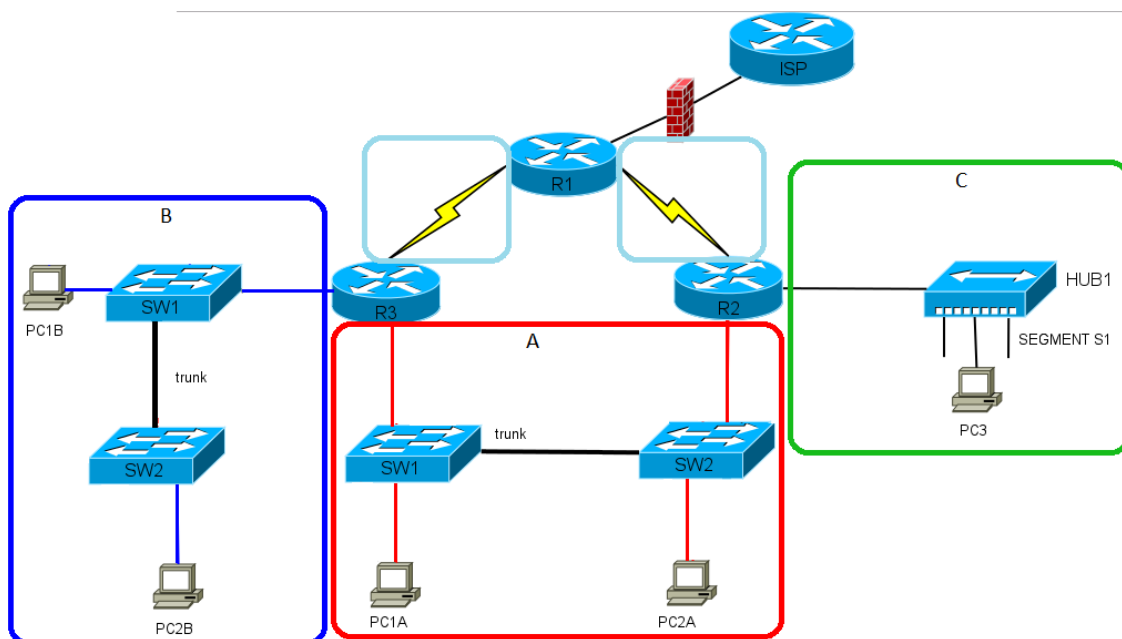 ISP
R1
C
B
HUB1
SW1
R3
R2
PC1B
A
SEGMENT S1
trunk
PC3
trunk
SW2
SW1
SW2
PC2B
PC1A
PC2A